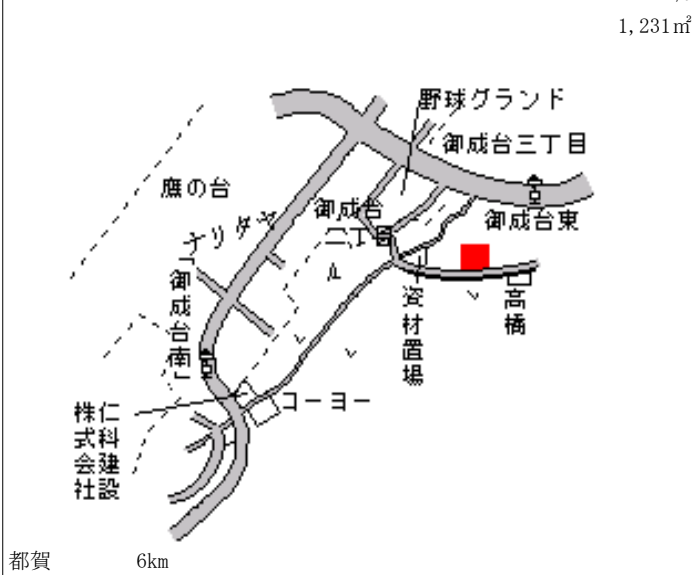 1,231㎡
野球グランド
御成台三丁目
鷹の台
御成台
二丁目
御成台東
ナリタヤ
「御成台南」
資材置場
高橋
コーヨー
株式会社
仁科建設
都賀 6km